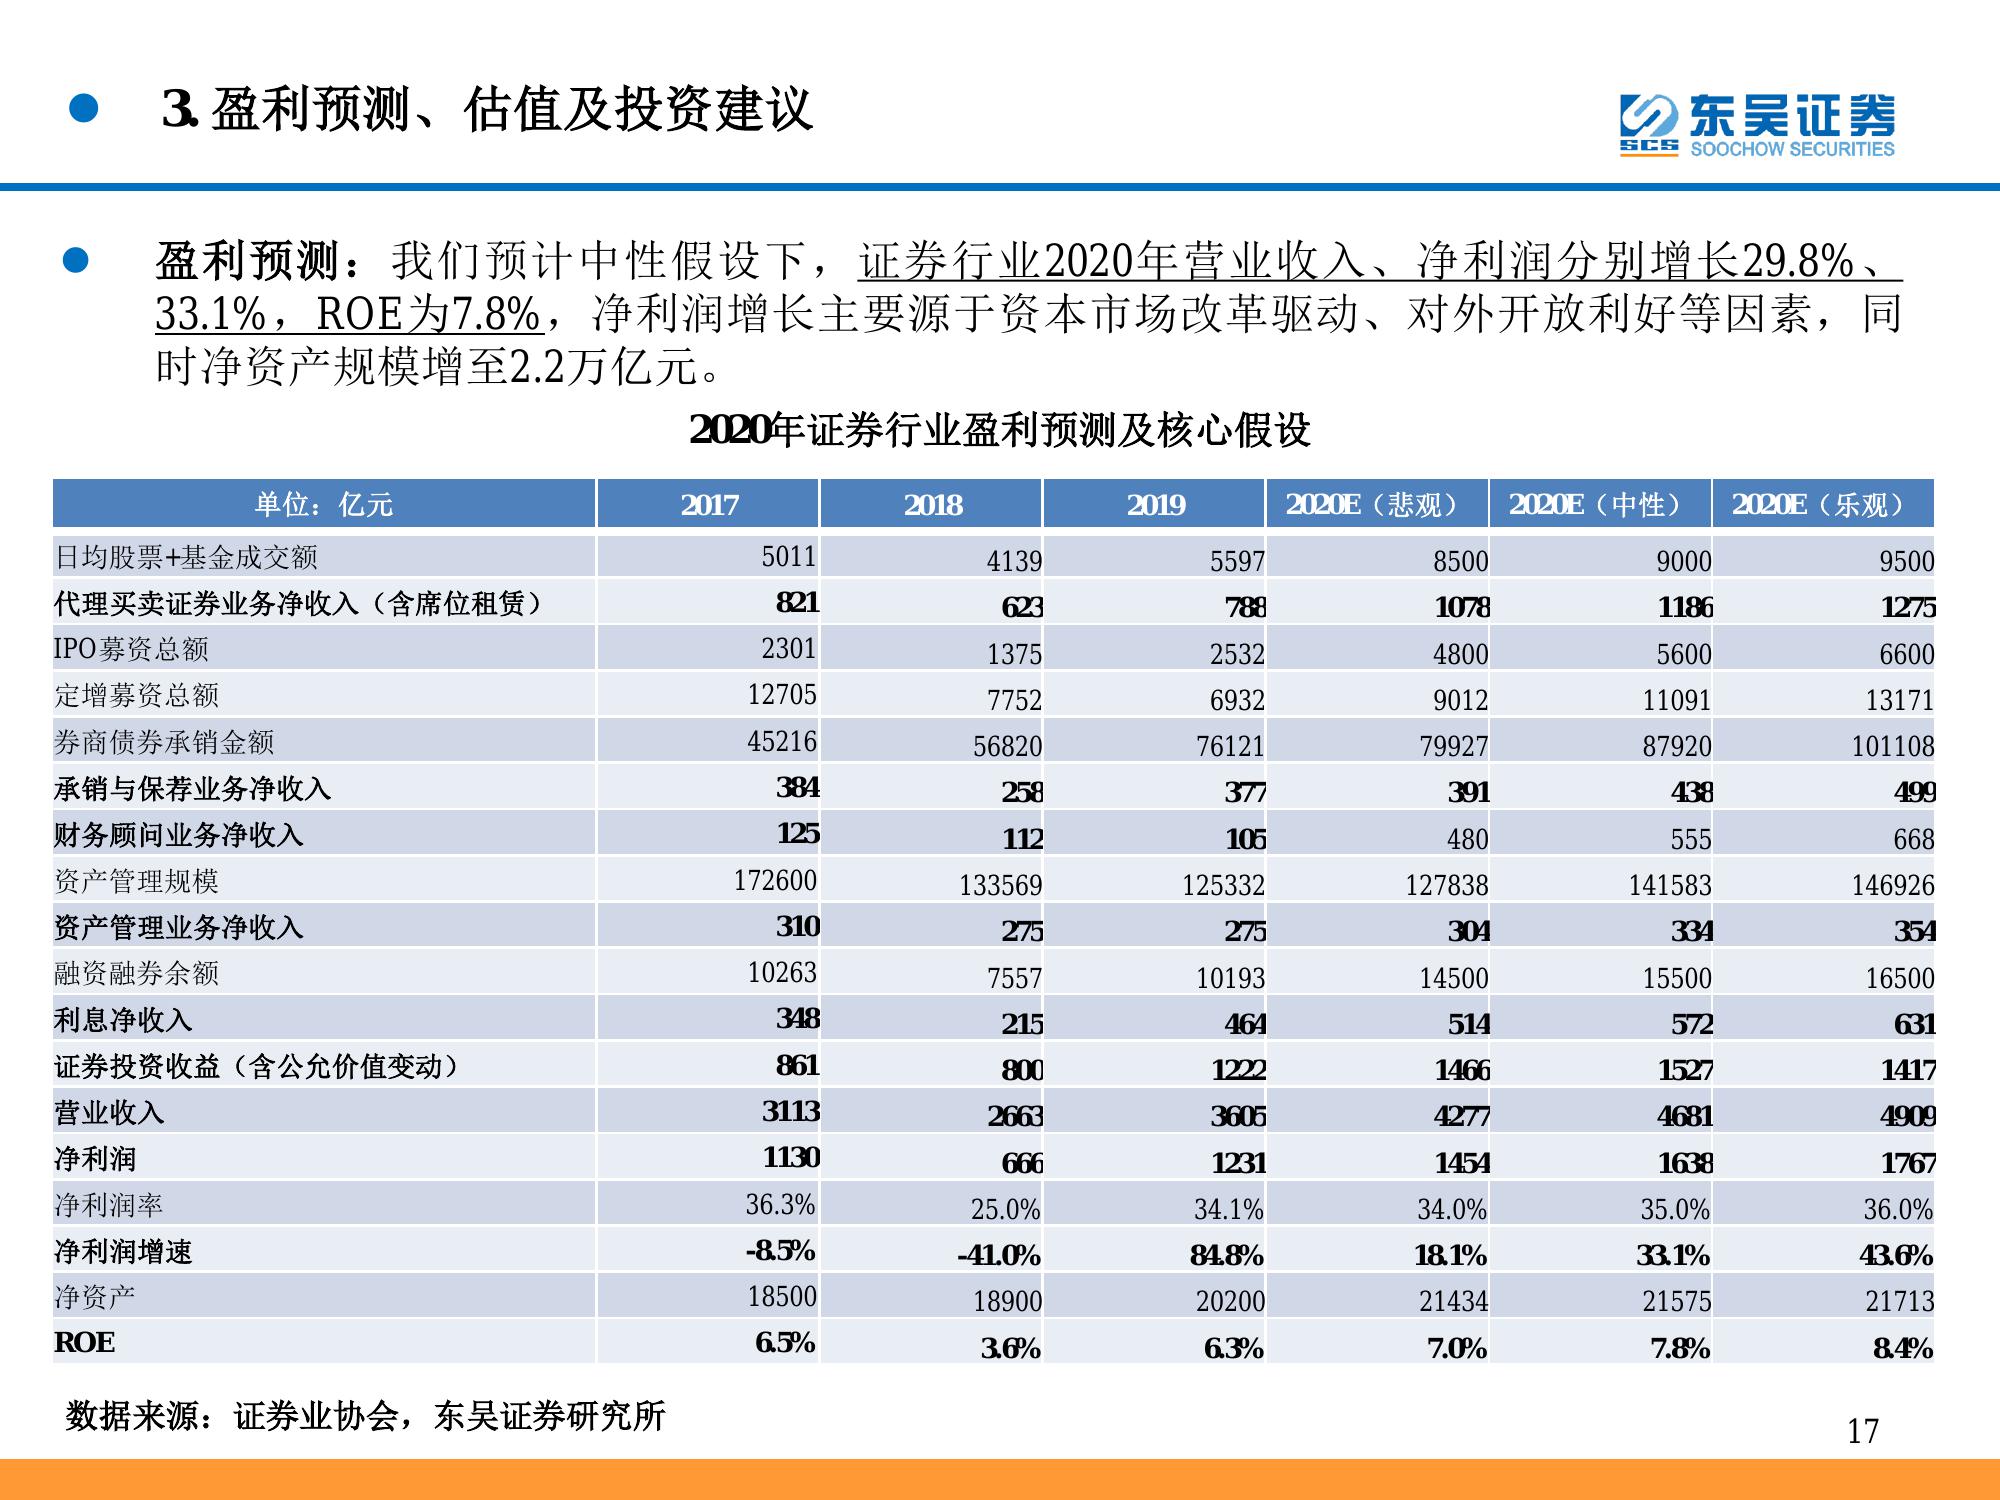 3. 盈利预测、估值及投资建议
东吴证券
SCS
SOOCHOW SECURITIES
盈利预测：我们预计中性假设下，证券行业2020年营业收入、净利润分别增长29.8%、
33.1%，ROE为7.8%，净利润增长主要源于资本市场改革驱动、对外开放利好等因素，同
时净资产规模增至2.2万亿元。
2020年证券行业盈利预测及核心假设
单位：亿元 2017 2018 2019 2020E（悲观） 2020E（中性） 2020E（乐观）
日均股票+基金成交额 5011 4139 5597 8500 9000 9500
代理买卖证券业务净收入（含席位租赁） 821 623 788 1078 1186 1275
IPO募资总额 2301 1375 2532 4800 5600 6600
定增募资总额 12705 7752 6932 9012 11091 13171
券商债券承销金额 45216 56820 76121 79927 87920 101108
承销与保荐业务净收入 384 258 377 391 438 499
财务顾问业务净收入 125 112 105 480 555 668
资产管理规模 172600 133569 125332 127838 141583 146926
资产管理业务净收入 310 275 275 304 334 354
融资融券余额 10263 7557 10193 14500 15500 16500
利息净收入 348 215 464 514 572 631
证券投资收益（含公允价值变动） 861 800 1222 1466 1527 1417
营业收入 3113 2663 3605 4277 4681 4909
净利润 1130 666 1231 1454 1638 1767
净利润率 36.3% 25.0% 34.1% 34.0% 35.0% 36.0%
净利润增速 -8.5% -41.0% 84.8% 18.1% 33.1% 43.6%
净资产 18500 18900 20200 21434 21575 21713
ROE 6.5% 3.6% 6.3% 7.0% 7.8% 8.4%
数据来源：证券业协会，东吴证券研究所
17